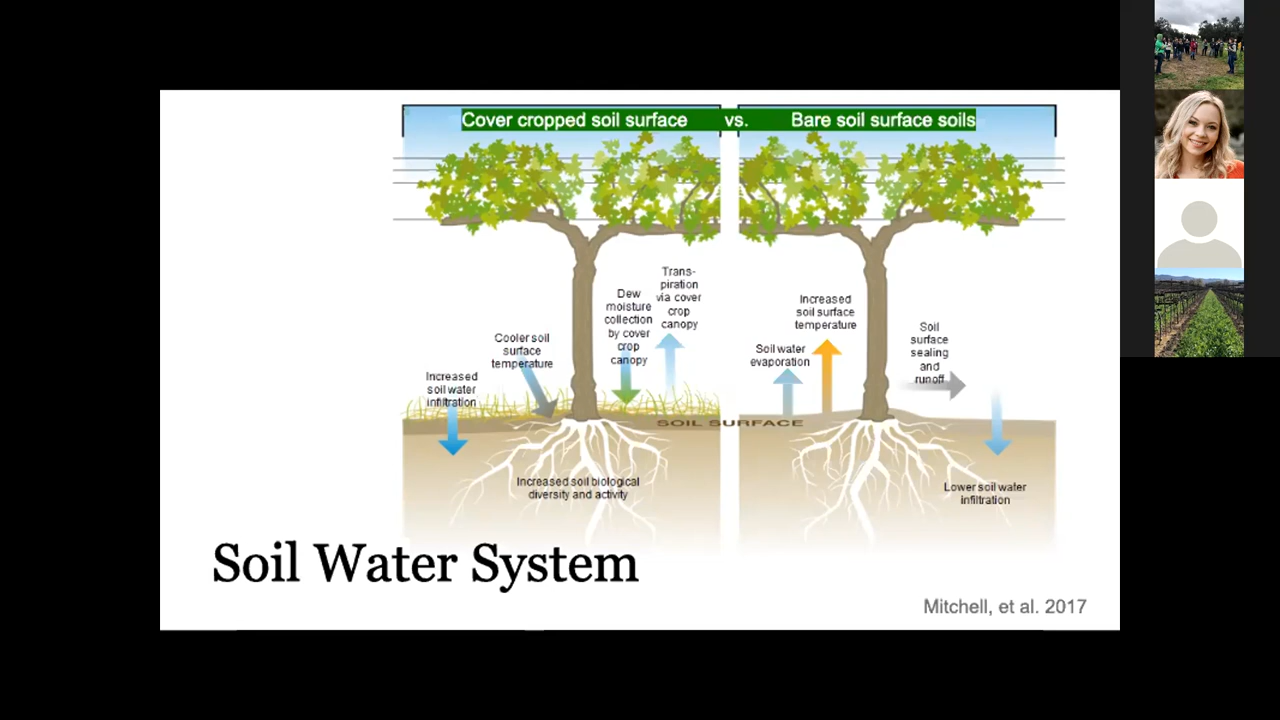 Cover cropped soil surface vs. Bare soil surface soils
Trans-
piration
via cover
crop
canopy
Dew
moisture
collection
by cover
crop
canopy
Cooler soil
surface
temperature
Increased
soil water
infiltration
Increased soil biological
diversity and activity
Increased
soil surface
temperature
Soil water
evaporation
Soil
surface
sealing
and
runoff
SOIL SURFACE
Lower soil water
infiltration
Soil Water System
Mitchell, et al. 2017